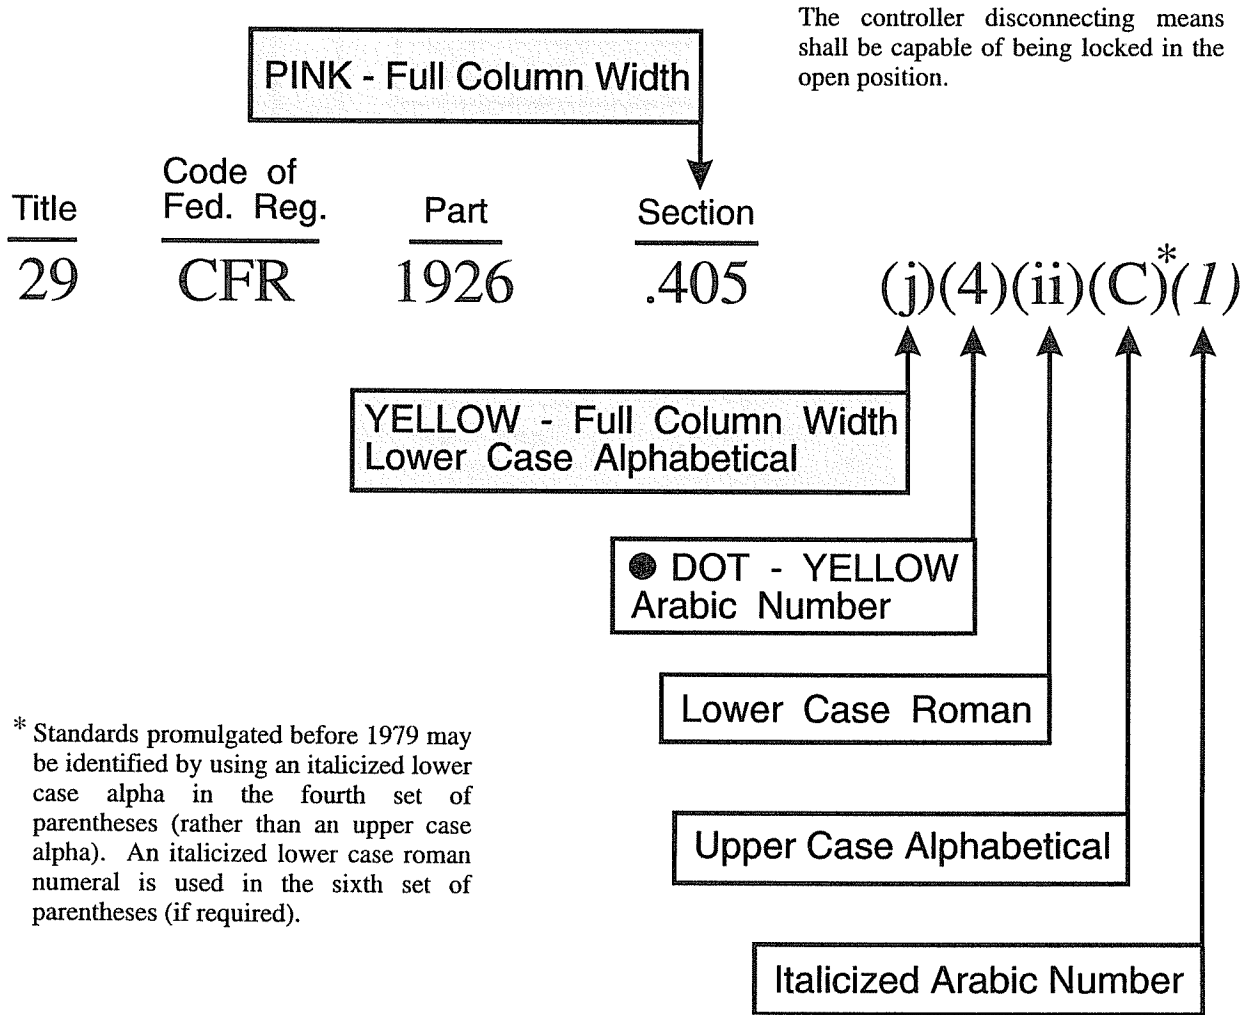 The controller disconnecting means
shall be capable of being locked in the
open position.
PINK - Full Column Width
Title
Code of
Fed. Reg.
Part
Section
29 CFR 1926 .405 (j)(4)(ii)(C)*(1)
YELLOW - Full Column Width
Lower Case Alphabetical
● DOT - YELLOW
Arabic Number
Lower Case Roman
* Standards promulgated before 1979 may
be identified by using an italicized lower
case alpha in the fourth set of
parentheses (rather than an upper case
alpha). An italicized lower case roman
numeral is used in the sixth set of
parentheses (if required).
Upper Case Alphabetical
Italicized Arabic Number